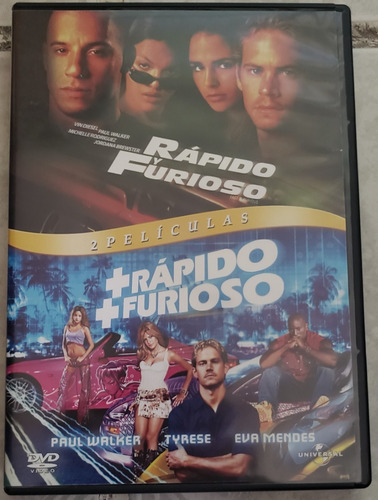 VIN DIESEL PAUL WALKER
MICHELLE RODRIGUEZ
JORDANA BREWSTER
RÁPIDO
Y
FURIOSO
2 PELÍCULAS
+RÁPIDO
+FURIOSO
PAUL WALKER TYRESE EVA MENDES
DVD
VIDEO
UNIVERSAL